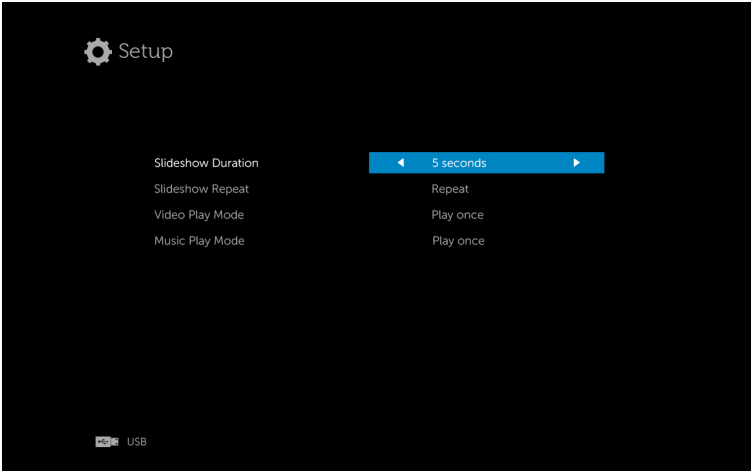 Setup
Slideshow Duration 5 seconds
Slideshow Repeat Repeat
Video Play Mode Play once
Music Play Mode Play once
USB